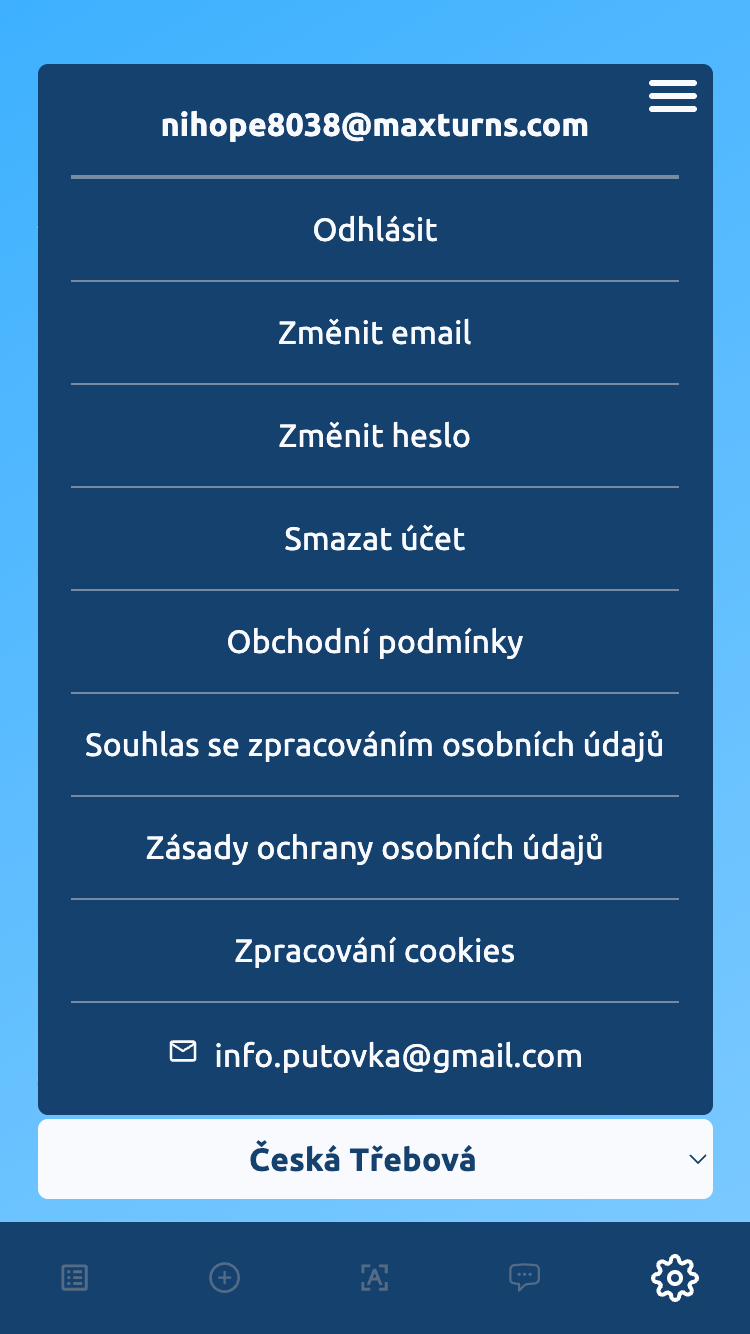 nihope8038@maxturns.com
Odhlásit
Změnit email
Změnit heslo
Smazat účet
Obchodní podmínky
Souhlas se zpracováním osobních údajů
Zásady ochrany osobních údajů
Zpracování cookies
info.putovka@gmail.com
Česká Třebová
A